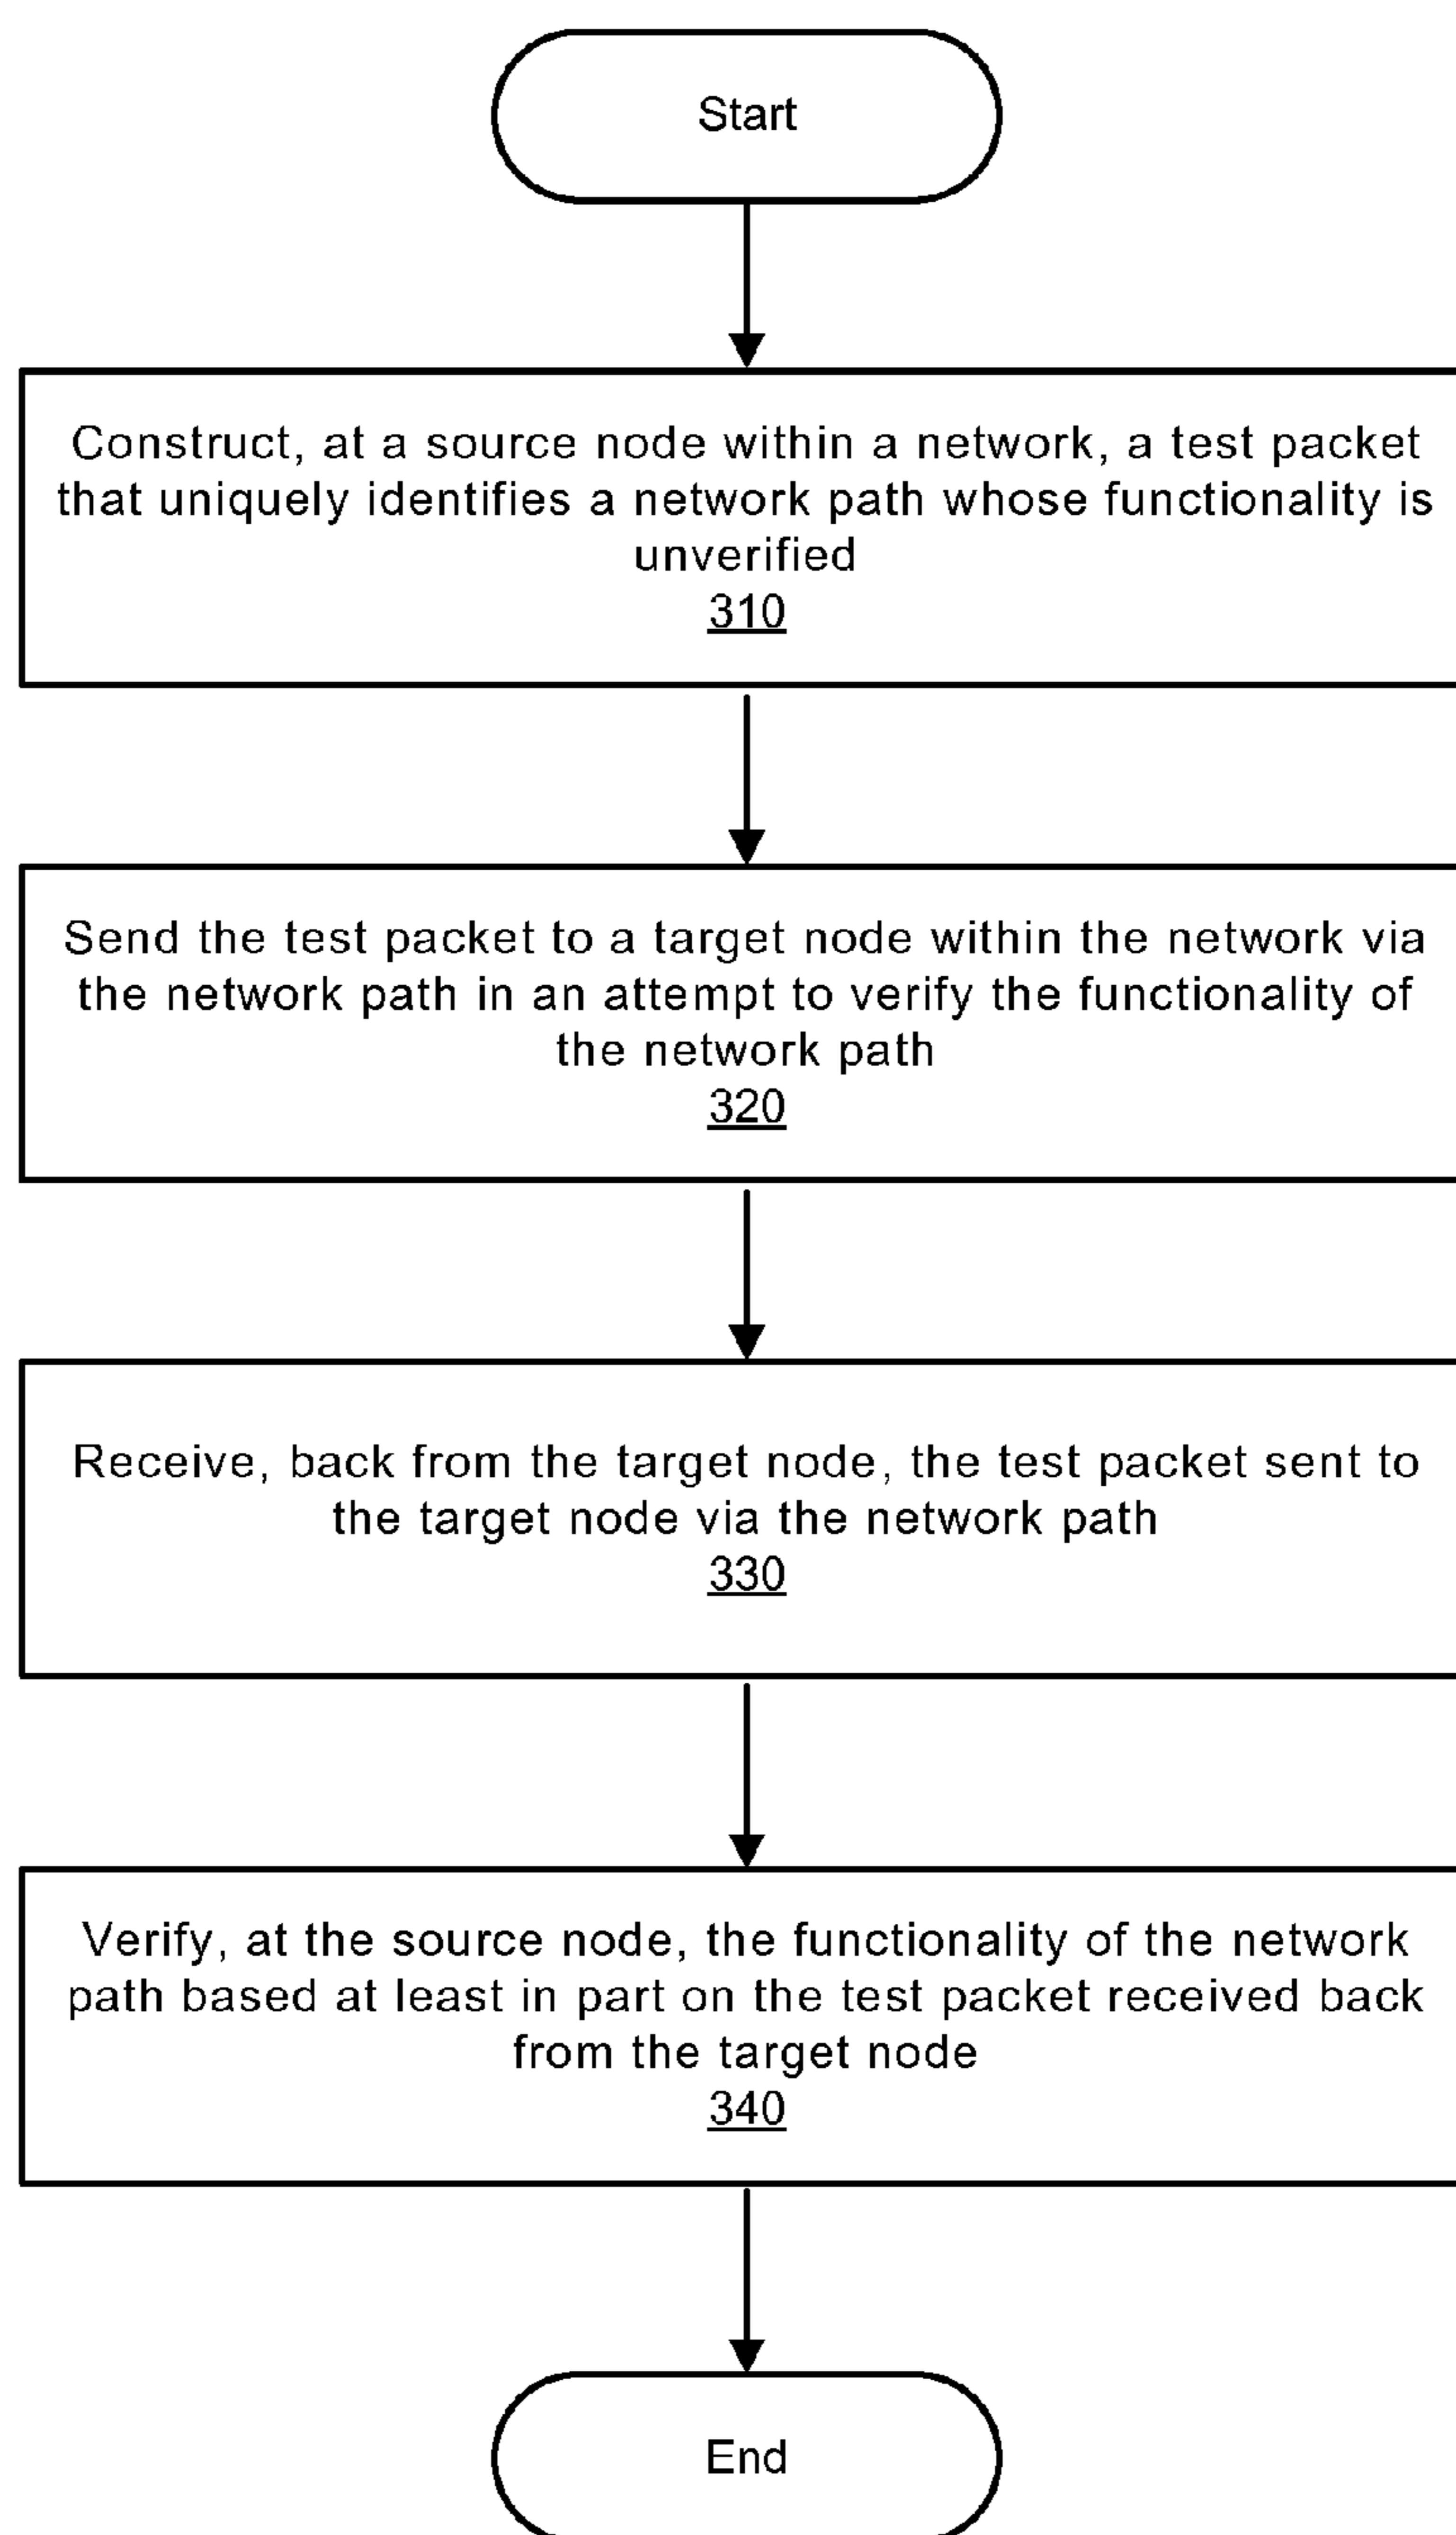 Start
Construct, at a source node within a network, a test packet
that uniquely identifies a network path whose functionality is
unverified
310
Send the test packet to a target node within the network via
the network path in an attempt to verify the functionality of
the network path
320
Receive, back from the target node, the test packet sent to
the target node via the network path
330
Verify, at the source node, the functionality of the network
path based at least in part on the test packet received back
from the target node
340
End